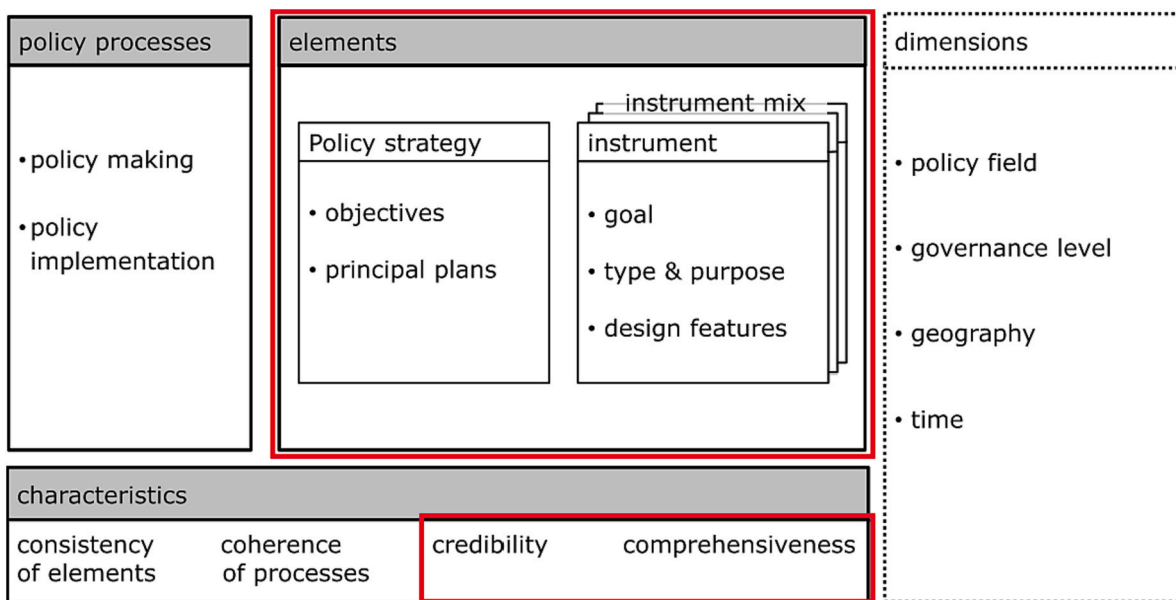 policy processes
• policy making
• policy
implementation
elements
Policy strategy
• objectives
• principal plans
instrument mix
instrument
• goal
• type & purpose
• design features
dimensions
• policy field
• governance level
• geography
• time
characteristics
consistency
of elements
coherence
of processes
credibility
comprehensiveness